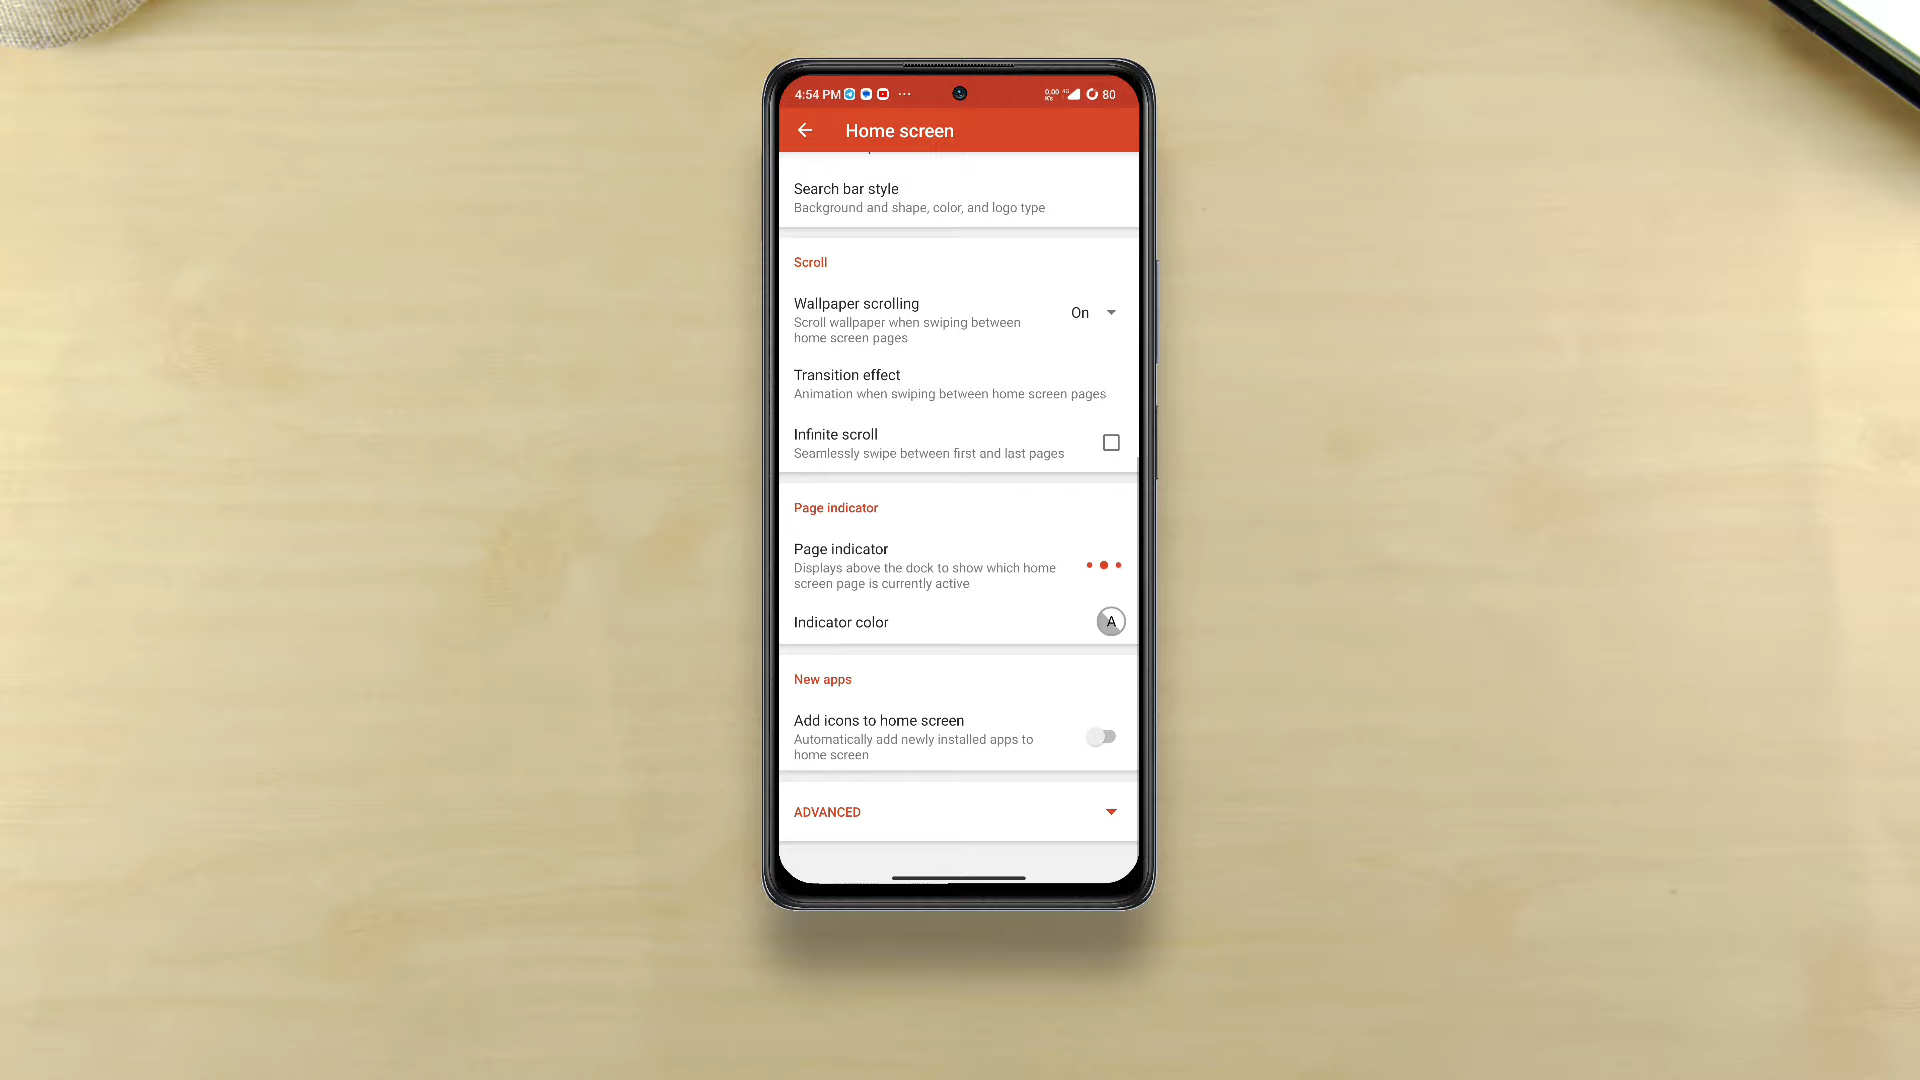 4:54 PM ... 0.00 K/s 4G 80
Home screen
Search bar style
Background and shape, color, and logo type
Scroll
Wallpaper scrolling
Scroll wallpaper when swiping between
home screen pages
On
Transition effect
Animation when swiping between home screen pages
Infinite scroll
Seamlessly swipe between first and last pages
Page indicator
Page indicator
Displays above the dock to show which home
screen page is currently active
Indicator color
A
New apps
Add icons to home screen
Automatically add newly installed apps to
home screen
ADVANCED